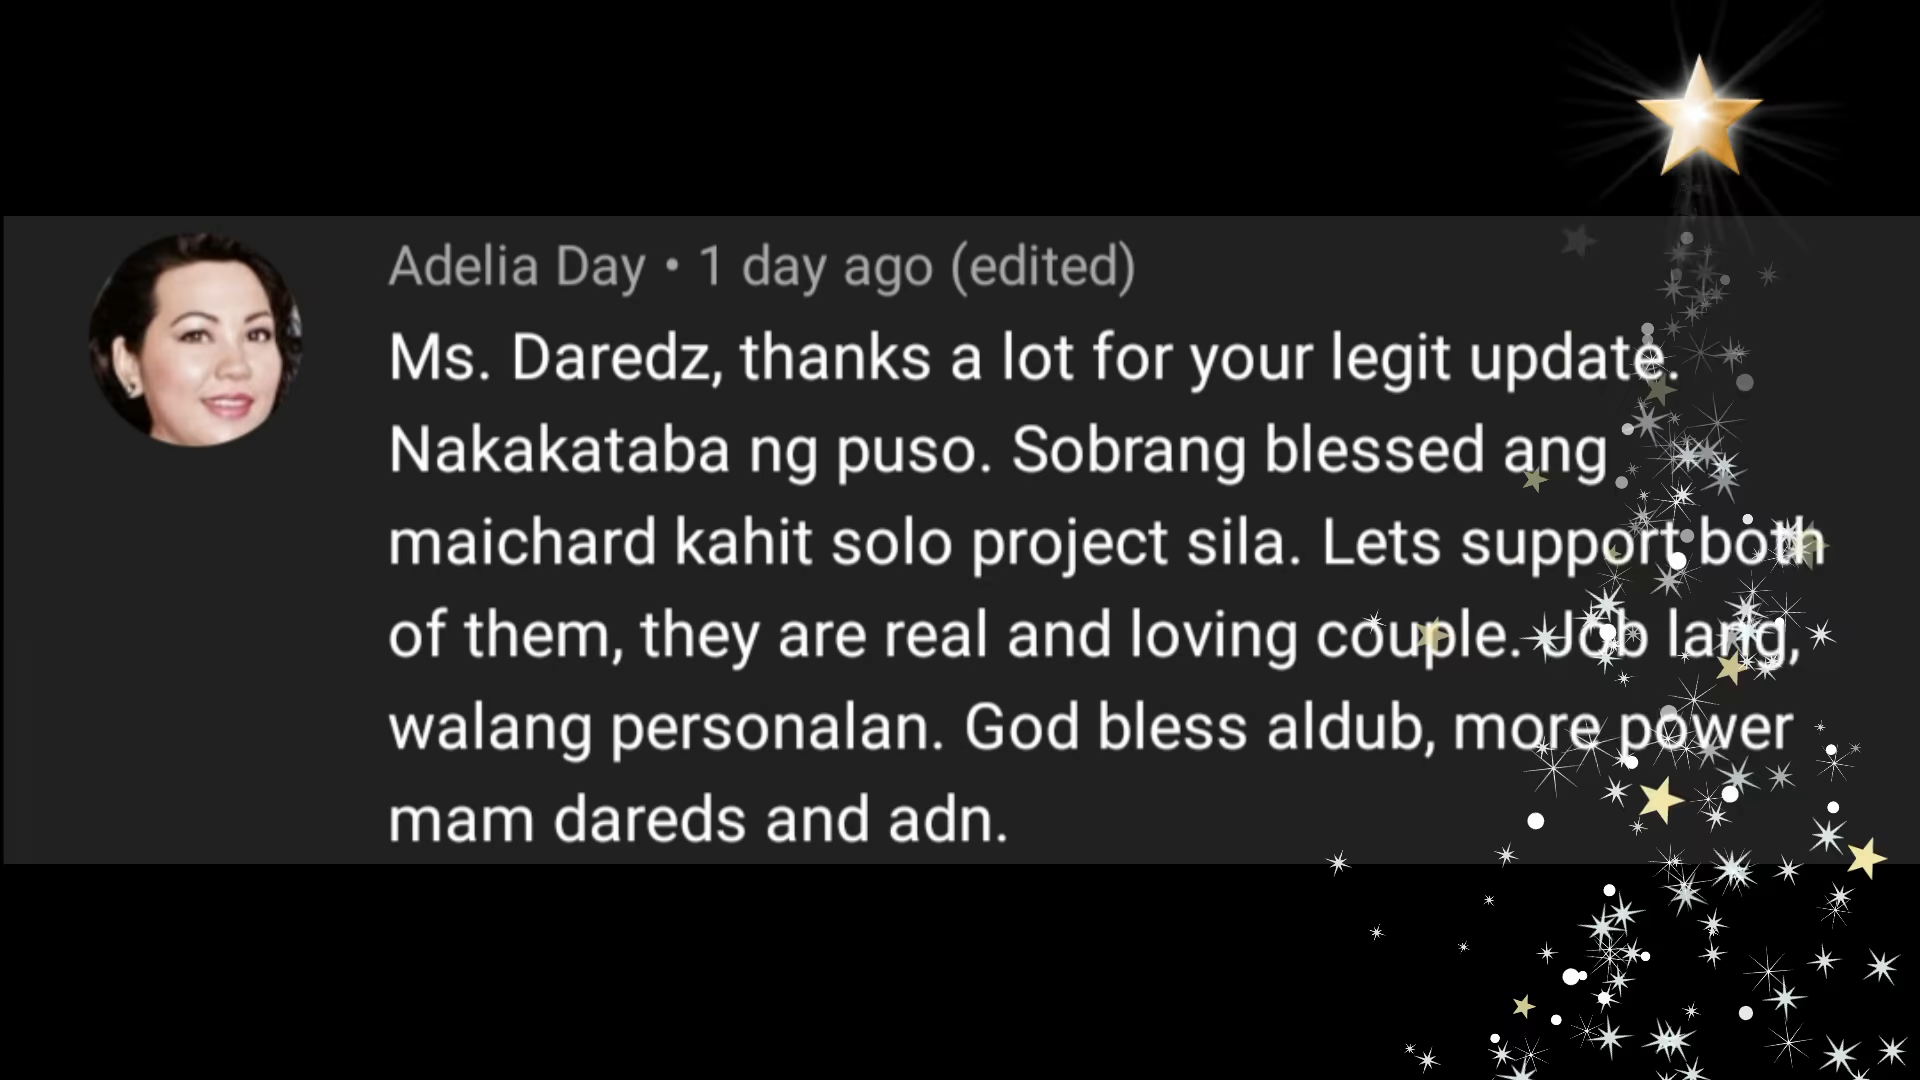 Adelia Day • 1 day ago (edited)
Ms. Daredz, thanks a lot for your legit update.
Nakakataba ng puso. Sobrang blessed ang
maichard kahit solo project sila. Lets support both
of them, they are real and loving couple. Job lang,
walang personalan. God bless aldub, more power
mam dareds and adn.